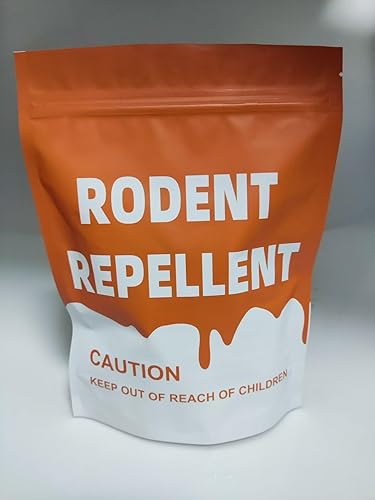 RODENT
REPELLENT
CAUTION
KEEP OUT OF REACH OF CHILDREN